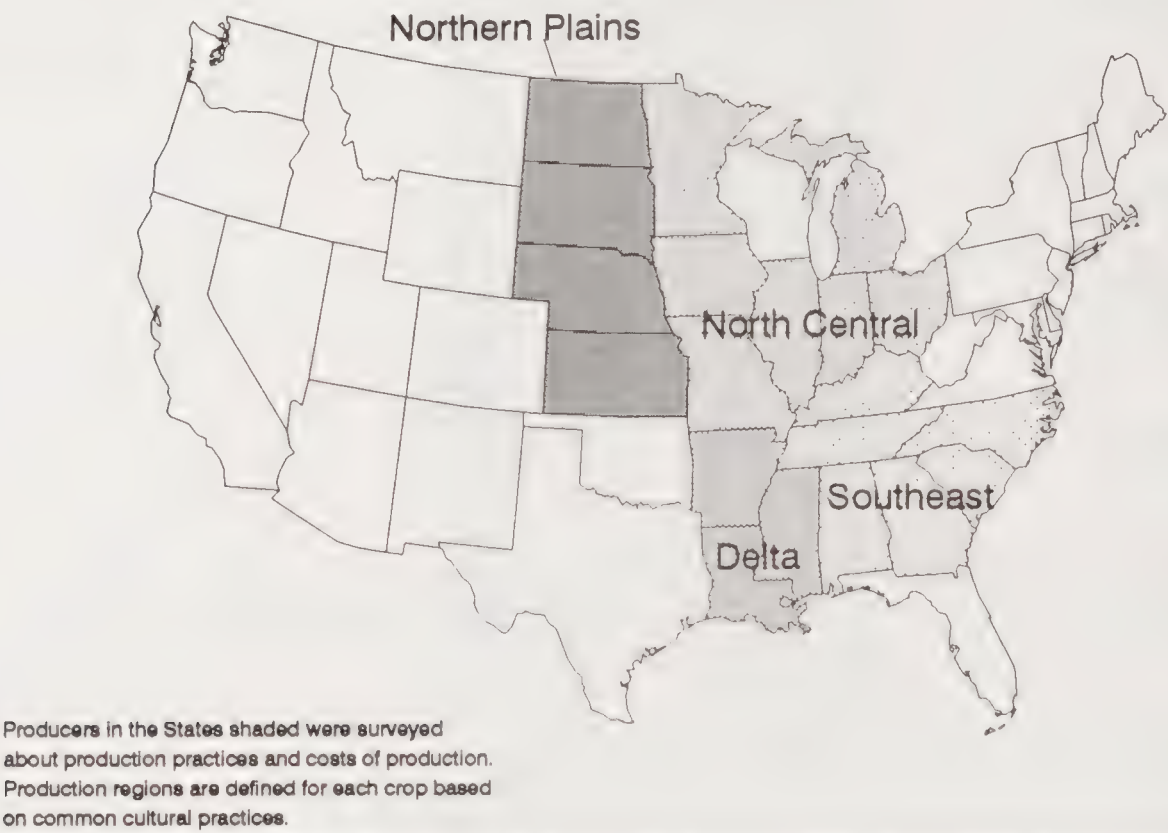 Northern Plains
North Central
Southeast
Delta
Producers in the States shaded were surveyed
about production practices and costs of production.
Production regions are defined for each crop based
on common cultural practices.